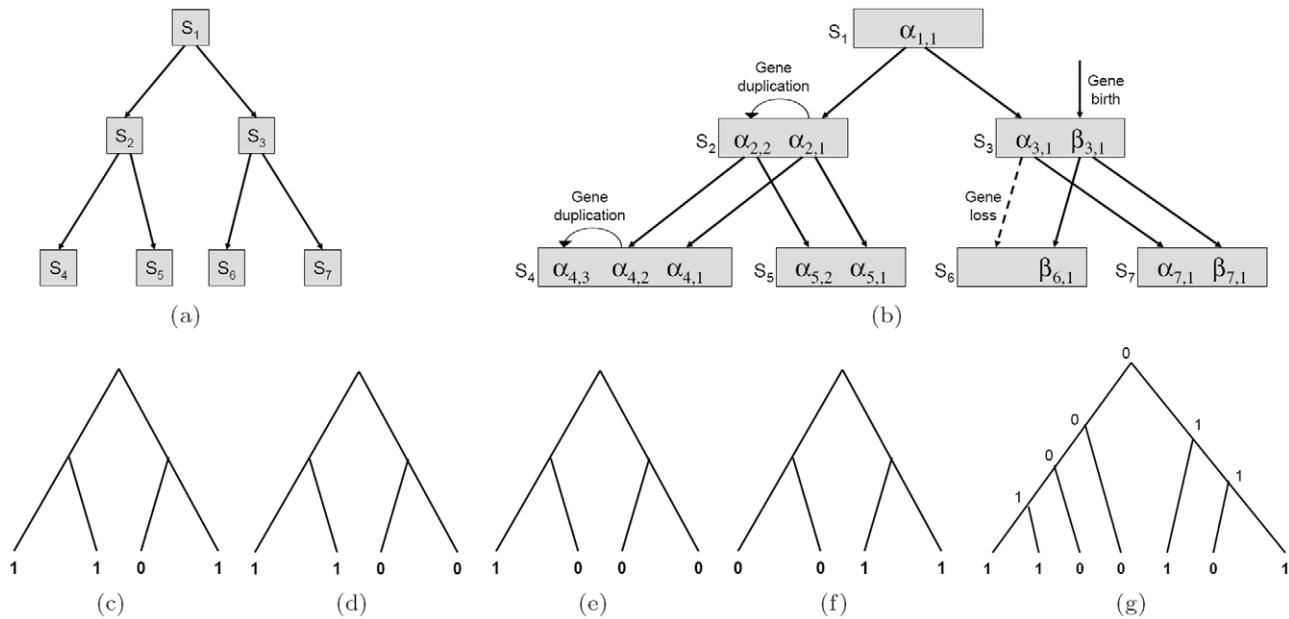 S₁
S₂ S₃
S₄ S₅ S₆ S₇
(a)
S₁ α₁,₁
Gene duplication
Gene birth
S₂ α₂,₂ α₂,₁
S₃ α₃,₁ β₃,₁
Gene duplication
Gene loss
S₄ α₄,₃ α₄,₂ α₄,₁
S₅ α₅,₂ α₅,₁
S₆ β₆,₁
S₇ α₇,₁ β₇,₁
(b)
1 1 0 1
(c)
1 1 0 0
(d)
1 0 0 0
(e)
0 0 1 1
(f)
0
0 1
0 1
1
1 1 0 0 1 0 1
(g)